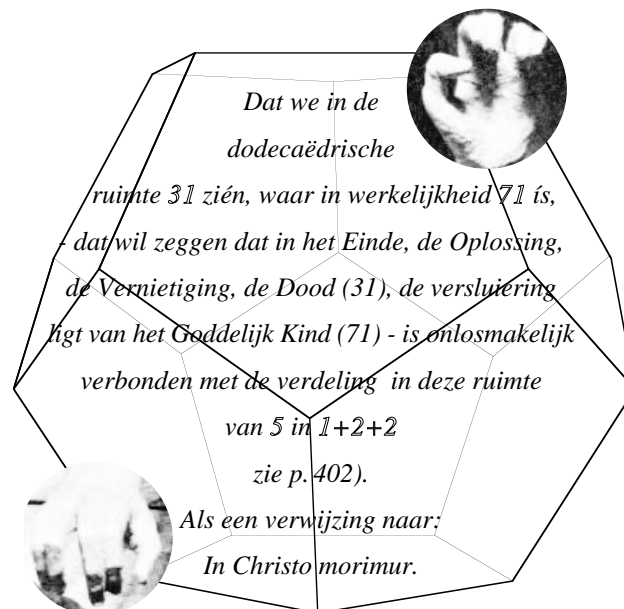 Dat we in de
dodecaëdrische
ruimte 31 zién, waar in werkelijkheid 71 ís,
- dat wil zeggen dat in het Einde, de Oplossing,
de Vernietiging, de Dood (31), de versluiering
ligt van het Goddelijk Kind (71) - is onlosmakelijk
verbonden met de verdeling in deze ruimte
van 5 in 1+2+2
zie p. 402).
Als een verwijzing naar:
In Christo morimur.